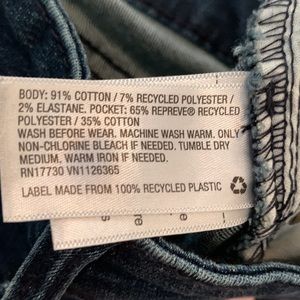 BODY: 91% COTTON / 7% RECYCLED POLYESTER /
2% ELASTANE. POCKET: 65% REPREVE® RECYCLED
POLYESTER / 35% COTTON
WASH BEFORE WEAR. MACHINE WASH WARM. ONLY
NON-CHLORINE BLEACH IF NEEDED. TUMBLE DRY
MEDIUM. WARM IRON IF NEEDED.
RN17730 VN1126365
LABEL MADE FROM 100% RECYCLED PLASTIC